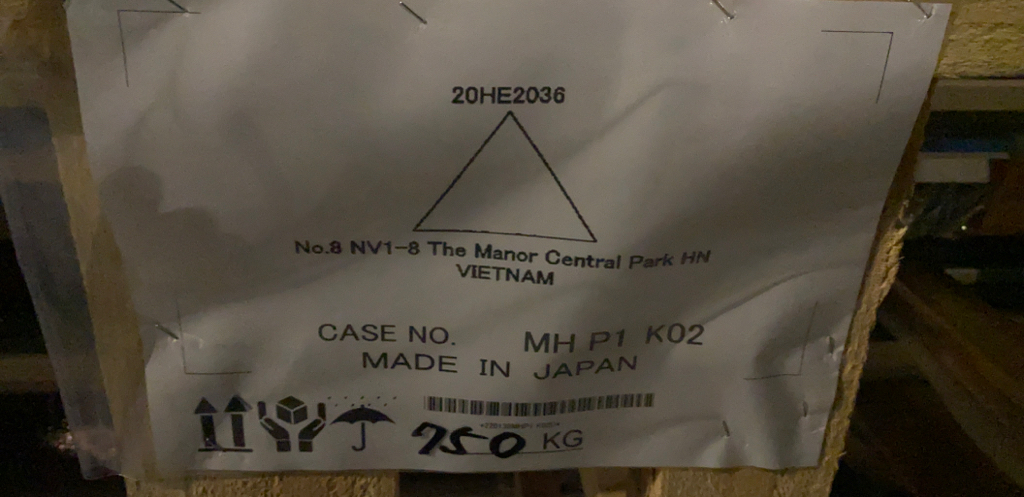 20HE2036
No.8 NV1-8 The Manor Central Park HN
VIETNAM
CASE NO. MH P1 K02
MADE IN JAPAN
750 KG